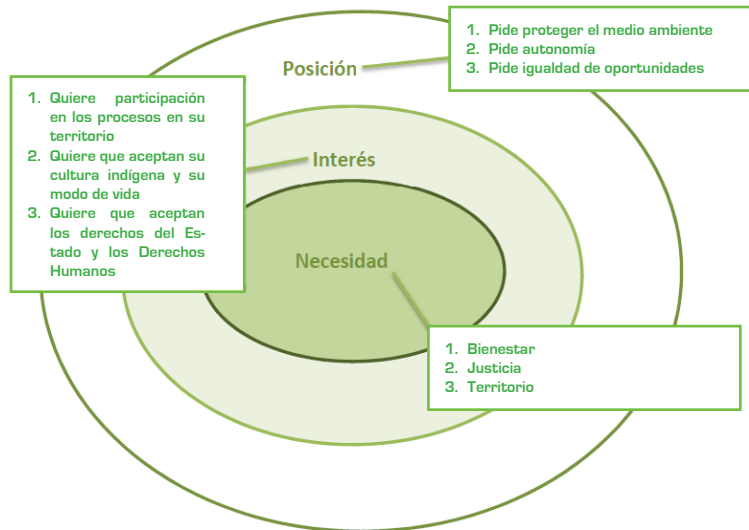 Posición
1. Pide proteger el medio ambiente
2. Pide autonomía
3. Pide igualdad de oportunidades
1. Quiere participación
en los procesos en su
territorio
2. Quiere que aceptan su
cultura indígena y su
modo de vida
3. Quiere que aceptan
los derechos del Es-
tado y los Derechos
Humanos
Interés
Necesidad
1. Bienestar
2. Justicia
3. Territorio